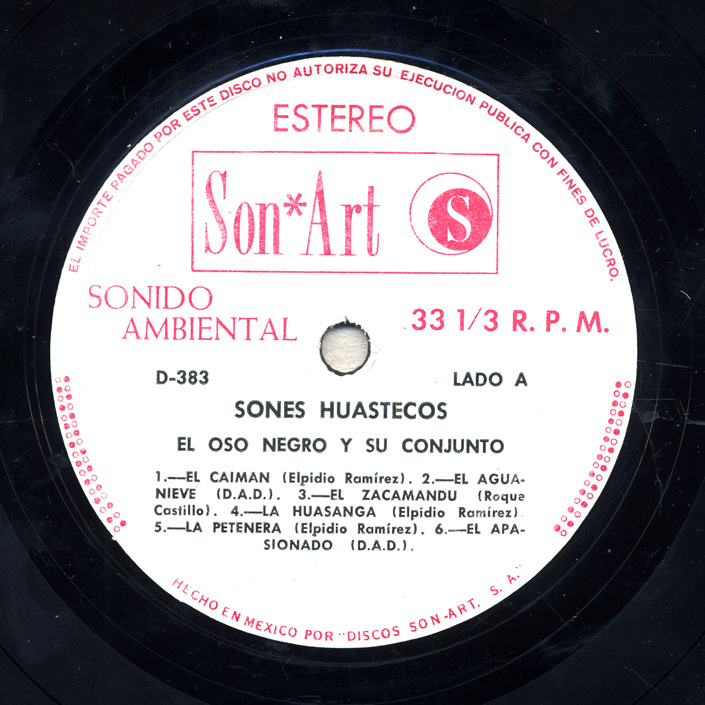 EL IMPORTE PAGADO POR ESTE DISCO NO AUTORIZA SU EJECUCION PUBLICA CON FINES DE LUCRO.
ESTEREO
Son*Art S
SONIDO
AMBIENTAL
33 1/3 R. P. M.
D-383 LADO A
SONES HUASTECOS
EL OSO NEGRO Y SU CONJUNTO
1.—EL CAIMAN (Elpidio Ramírez). 2.—EL AGUA-
NIEVE (D.A.D.). 3.—EL ZACAMANDU (Roque
Castillo). 4.—LA HUASANGA (Elpidio Ramírez)
5.—LA PETENERA (Elpidio Ramírez). 6.—EL APA-
SIONADO (D.A.D.).
HECHO EN MEXICO POR "DISCOS SON-ART, S. A."